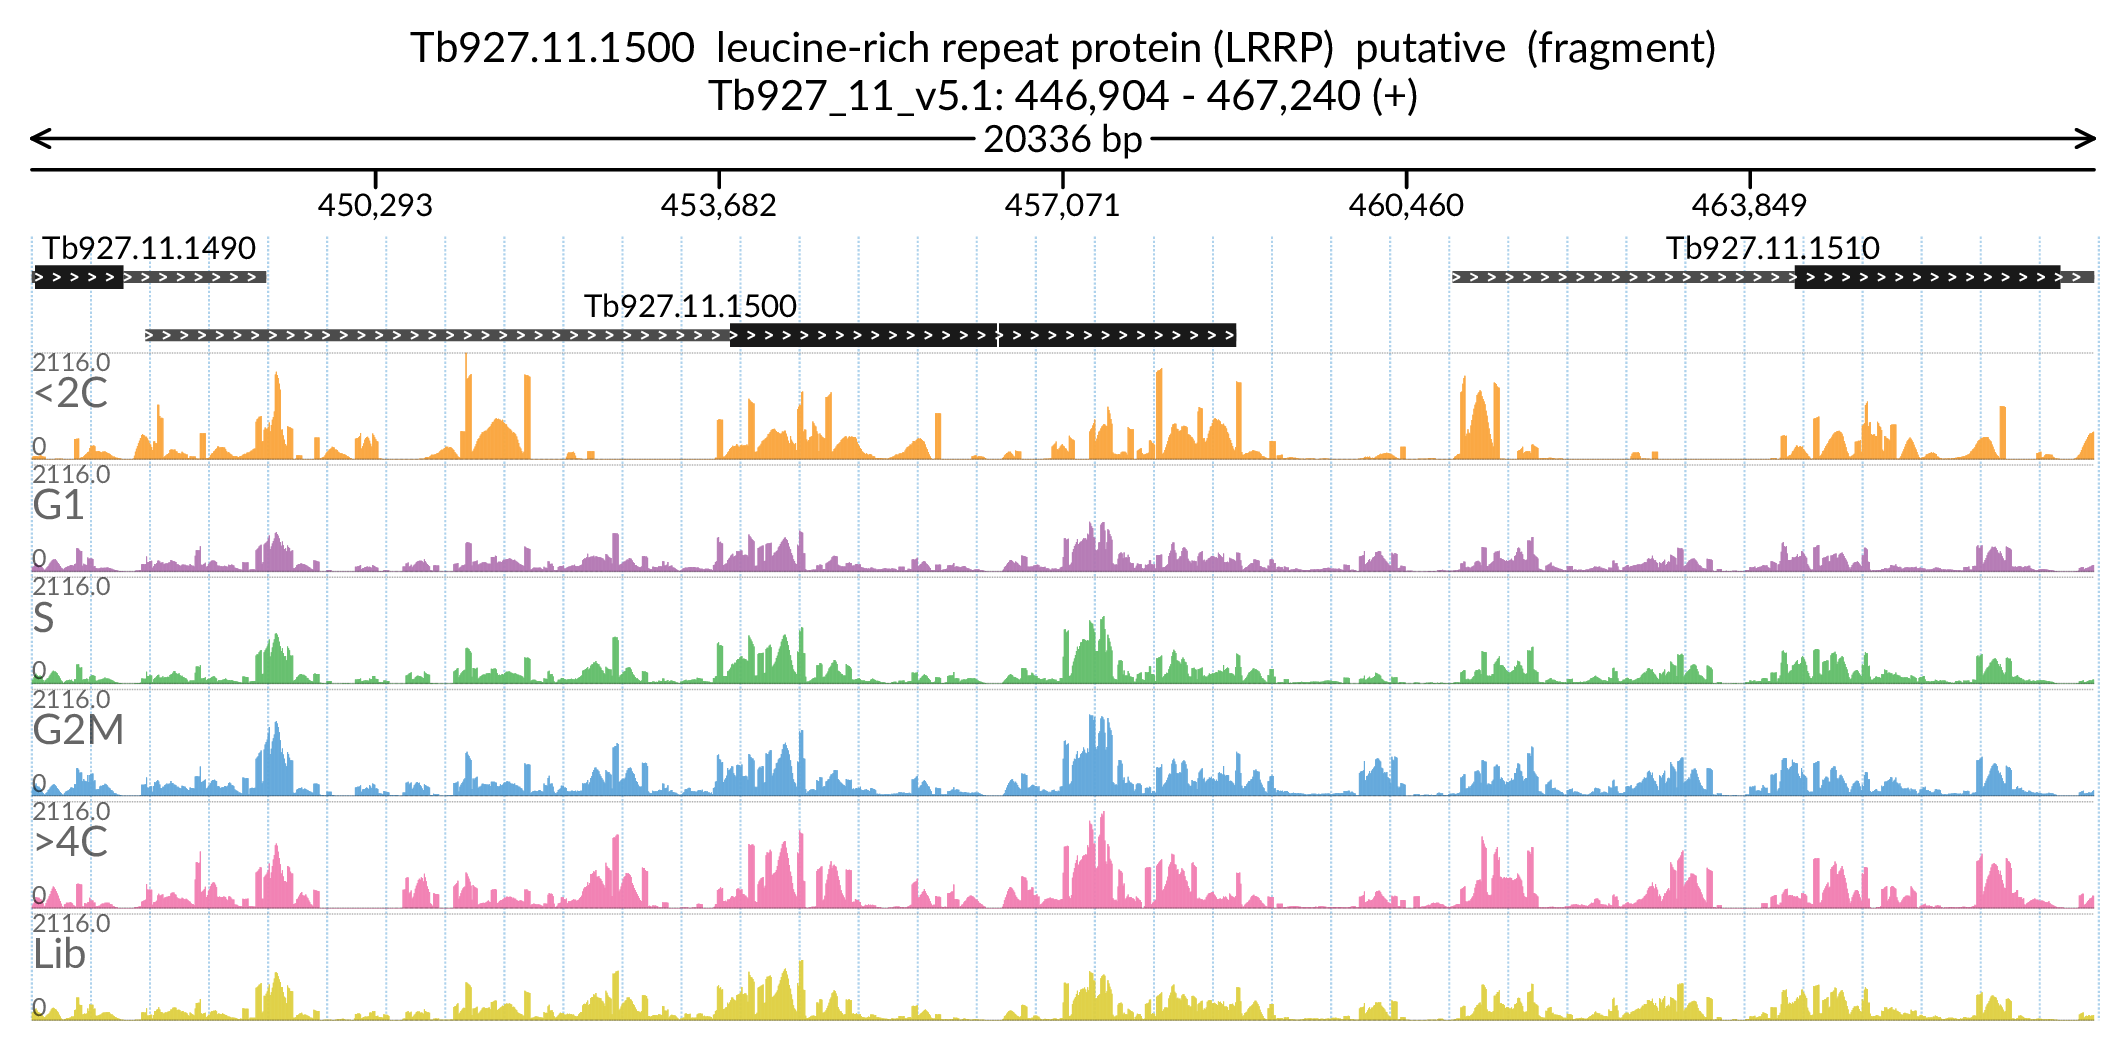 Tb927.11.1500 leucine-rich repeat protein (LRRP) putative (fragment)
Tb927_11_v5.1: 446,904 - 467,240 (+)
20336 bp
450,293 453,682 457,071 460,460 463,849
Tb927.11.1490 Tb927.11.1510
Tb927.11.1500
2116.0
<2C
0
2116.0
G1
0
2116.0
S
0
2116.0
G2M
0
2116.0
>4C
0
2116.0
Lib
0